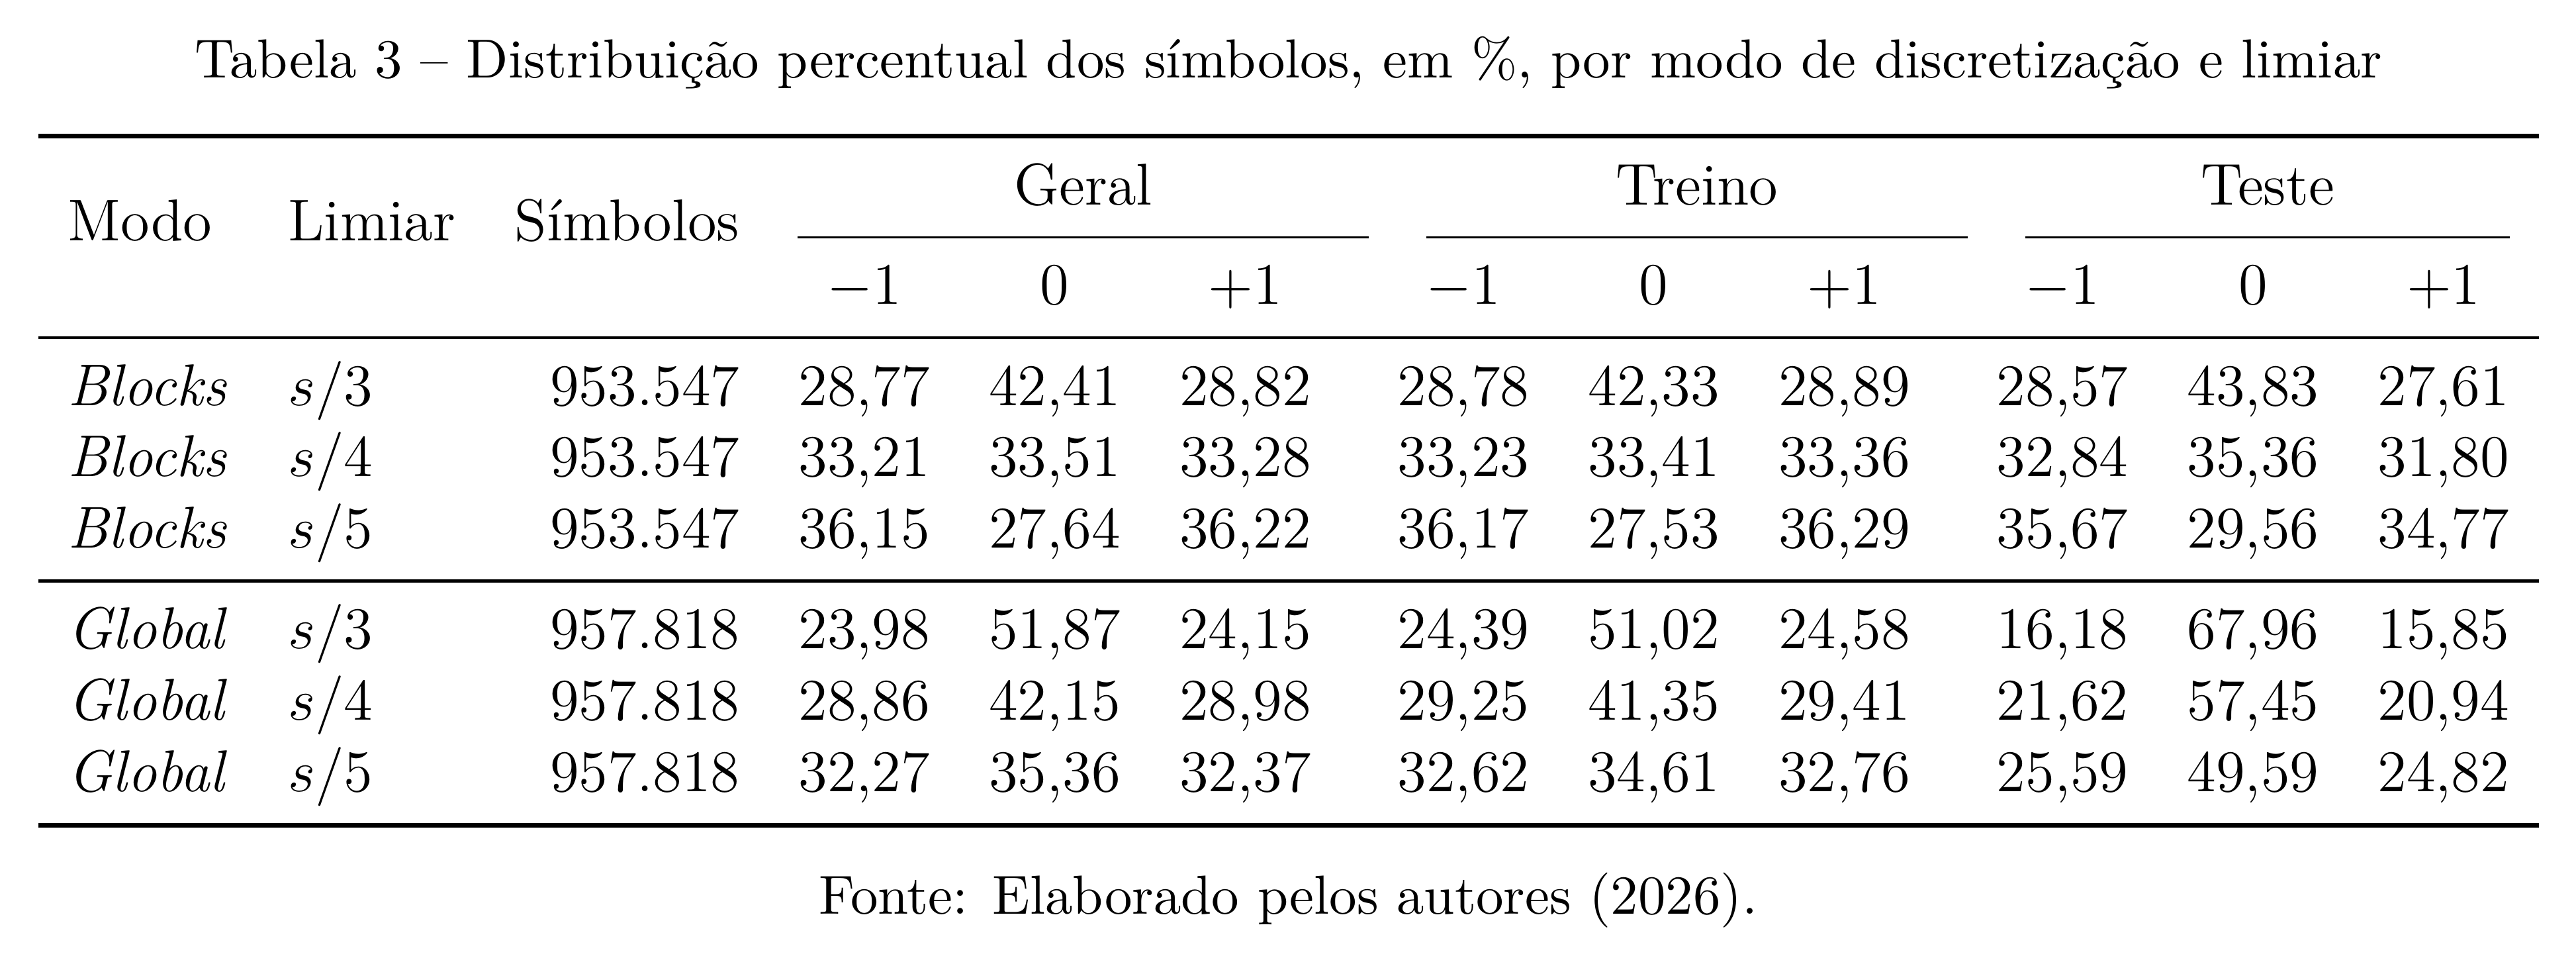 Tabela 3 – Distribuição percentual dos símbolos, em %, por modo de discretização e limiar
Modo Limiar Símbolos Geral Treino Teste
−1 0 +1 −1 0 +1 −1 0 +1
Blocks s/3 953.547 28,77 42,41 28,82 28,78 42,33 28,89 28,57 43,83 27,61
Blocks s/4 953.547 33,21 33,51 33,28 33,23 33,41 33,36 32,84 35,36 31,80
Blocks s/5 953.547 36,15 27,64 36,22 36,17 27,53 36,29 35,67 29,56 34,77
Global s/3 957.818 23,98 51,87 24,15 24,39 51,02 24,58 16,18 67,96 15,85
Global s/4 957.818 28,86 42,15 28,98 29,25 41,35 29,41 21,62 57,45 20,94
Global s/5 957.818 32,27 35,36 32,37 32,62 34,61 32,76 25,59 49,59 24,82
Fonte: Elaborado pelos autores (2026).